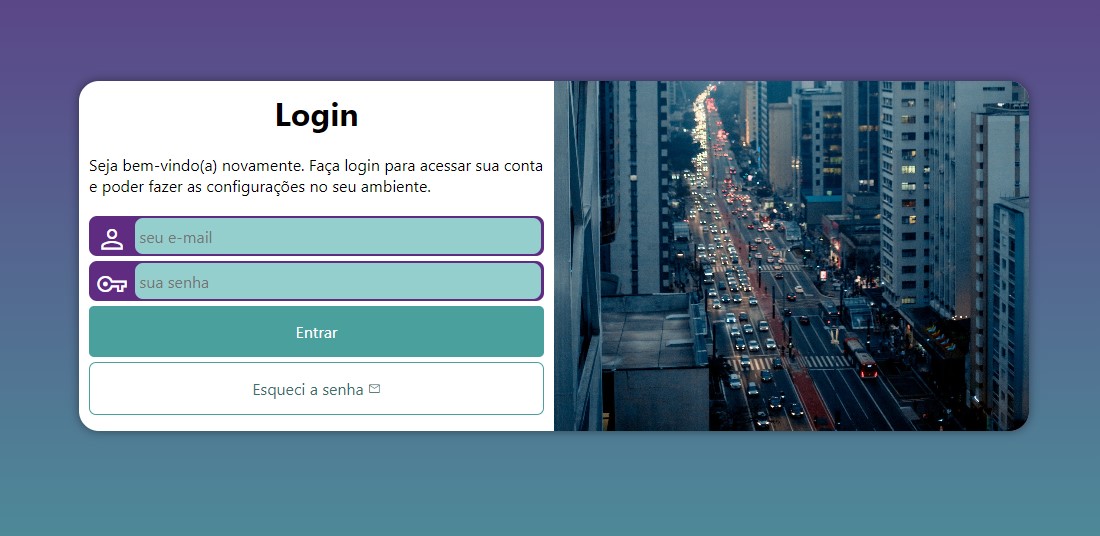 Login
Seja bem-vindo(a) novamente. Faça login para acessar sua conta
e poder fazer as configurações no seu ambiente.
seu e-mail
sua senha
Entrar
Esqueci a senha